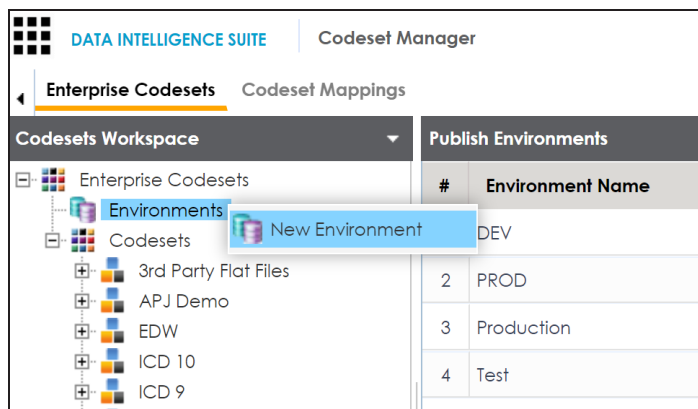 DATA INTELLIGENCE SUITE
Codeset Manager
Enterprise Codesets
Codeset Mappings
Codesets Workspace
Enterprise Codesets
Environments
New Environment
Codesets
3rd Party Flat Files
APJ Demo
EDW
ICD 10
ICD 9
Publish Environments
# Environment Name
DEV
2 PROD
3 Production
4 Test